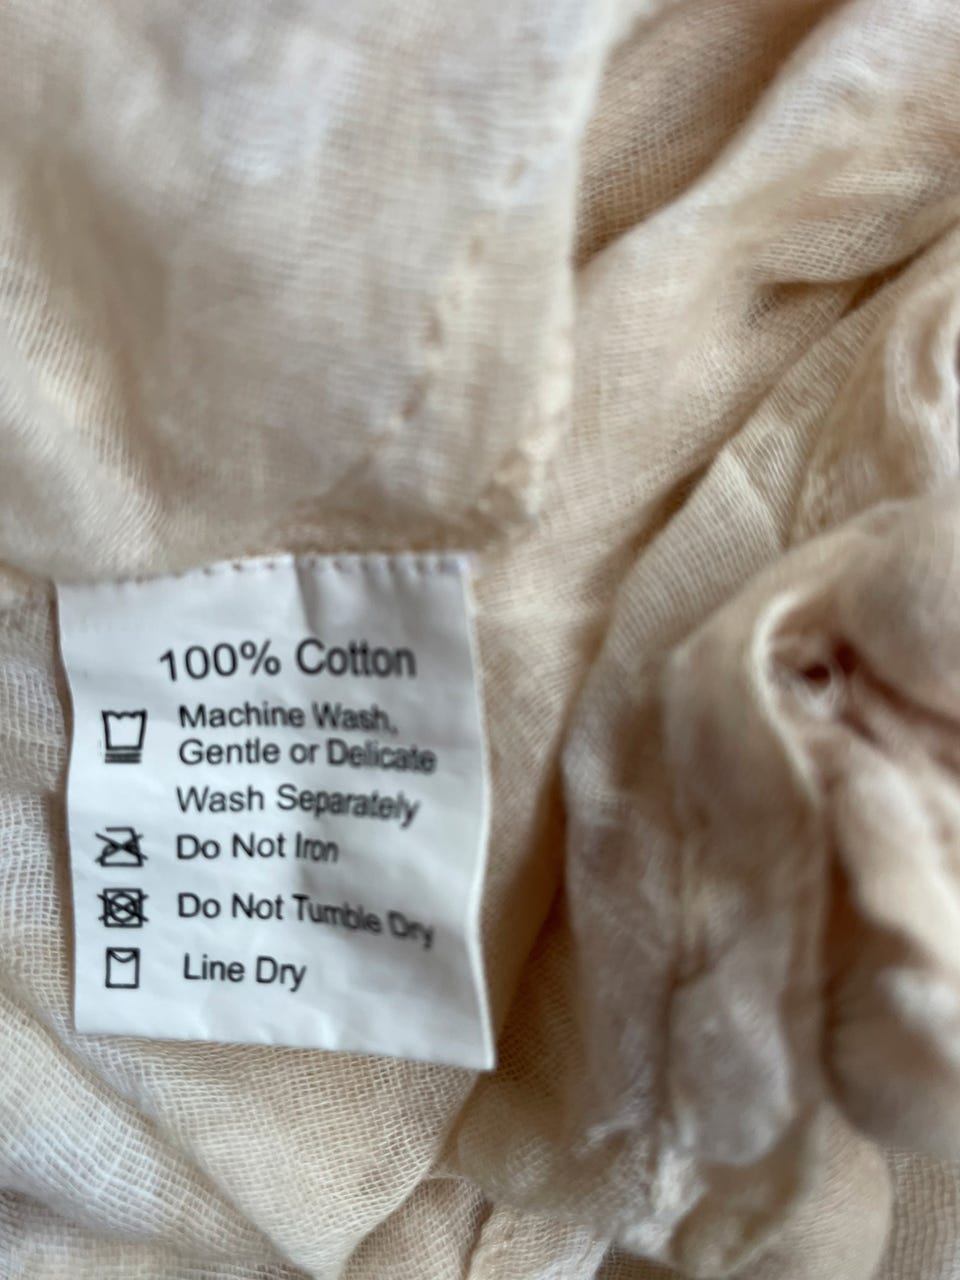 100% Cotton
Machine Wash,
Gentle or Delicate
Wash Separately
Do Not Iron
Do Not Tumble Dry
Line Dry